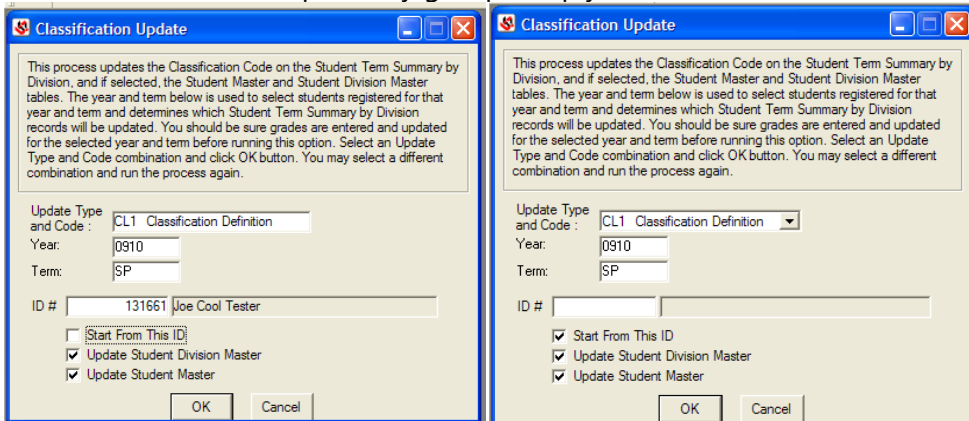 Classification Update
This process updates the Classification Code on the Student Term Summary by
Division, and if selected, the Student Master and Student Division Master
tables. The year and term below is used to select students registered for that
year and term and detemines which Student Term Summary by Division
records will be updated. You should be sure grades are entered and updated
for the selected year and term before running this option. Select an Update
Type and Code combination and click OK button. You may select a different
combination and run the process again.
Update Type
and Code : CL1 Classification Definition
Year: 0910
Term: SP
ID # 131661 Joe Cool Tester
Start From This ID
Update Student Division Master
Update Student Master
OK Cancel
Classification Update
This process updates the Classification Code on the Student Term Summary by
Division, and if selected, the Student Master and Student Division Master
tables. The year and term below is used to select students registered for that
year and term and detemines which Student Term Summary by Division
records will be updated. You should be sure grades are entered and updated
for the selected year and term before running this option. Select an Update
Type and Code combination and click OK button. You may select a different
combination and run the process again.
Update Type
and Code : CL1 Classification Definition
Year: 0910
Term: SP
ID #
Start From This ID
Update Student Division Master
Update Student Master
OK Cancel